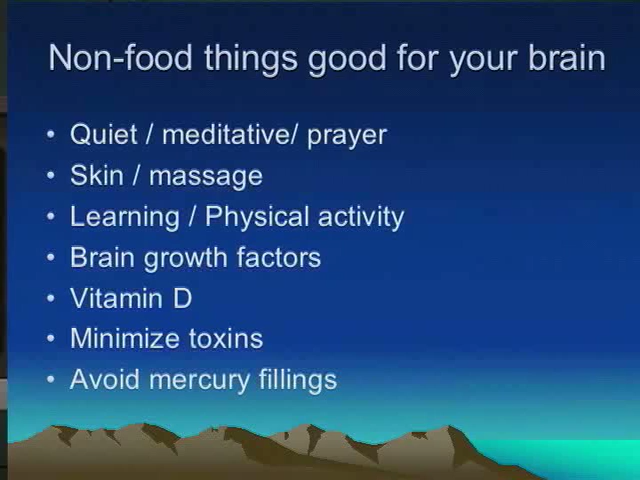 Non-food things good for your brain
• Quiet / meditative/ prayer
• Skin / massage
• Learning / Physical activity
• Brain growth factors
• Vitamin D
• Minimize toxins
• Avoid mercury fillings